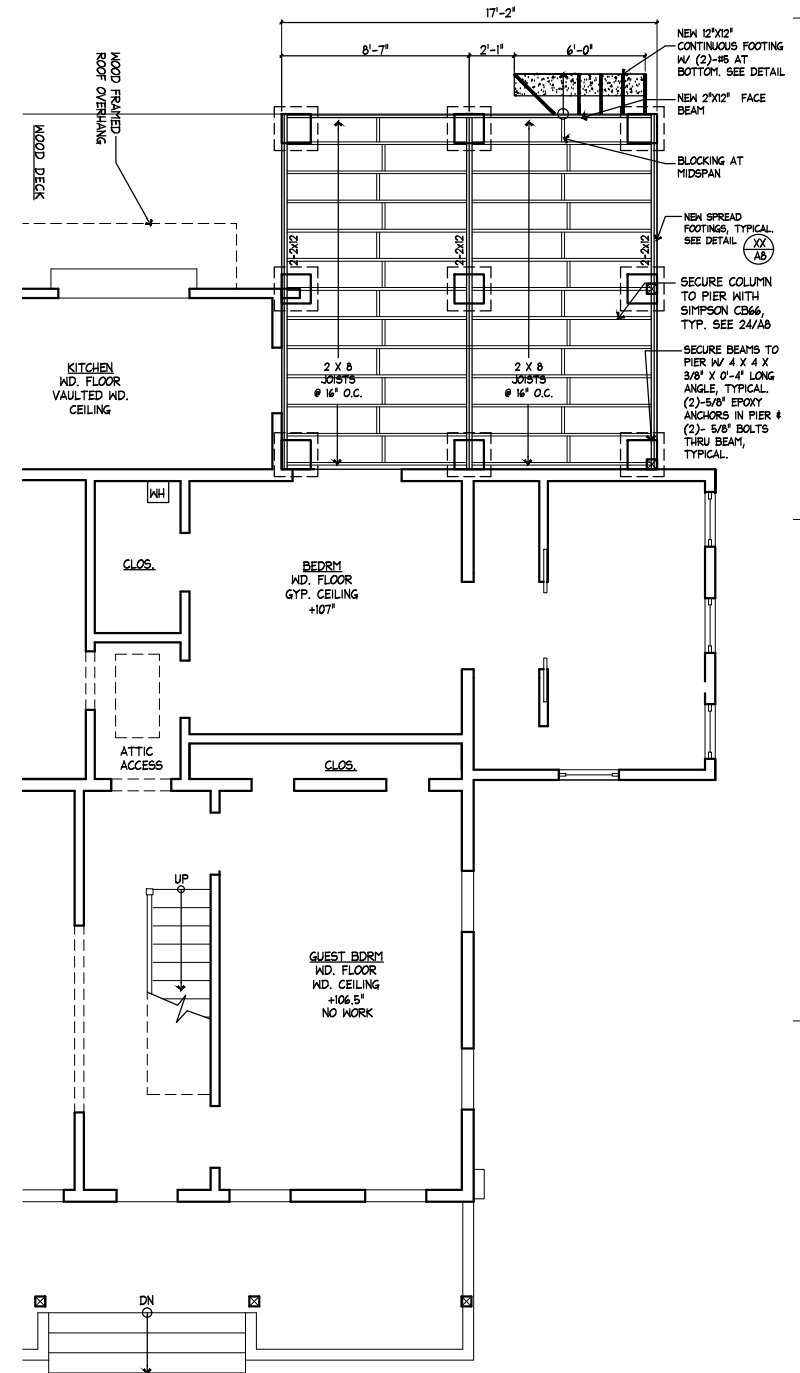 17'-2"
8'-7"
2'-1"
6'-0"
NEW 12"X12"
CONTINUOUS FOOTING
W/ (2)-#5 AT
BOTTOM. SEE DETAIL
NEW 2"X12" FACE
BEAM
WOOD FRAMED
ROOF OVERHANG
WOOD DECK
BLOCKING AT
MIDSPAN
NEW SPREAD
FOOTINGS, TYPICAL.
SEE DETAIL
XX
A8
2-2x12
2-2x12
2-2x12
SECURE COLUMN
TO PIER WITH
SIMPSON CB66,
TYP. SEE 24/A8
SECURE BEAMS TO
PIER W/ 4 X 4 X
3/8" X 0'-4" LONG
ANGLE, TYPICAL.
(2)-5/8" EPOXY
ANCHORS IN PIER &
(2)- 5/8" BOLTS
THRU BEAM,
TYPICAL.
KITCHEN
WD. FLOOR
VAULTED WD.
CEILING
2 X 8
JOISTS
@ 16" O.C.
2 X 8
JOISTS
@ 16" O.C.
WH
CLOS.
BEDRM
WD. FLOOR
GYP. CEILING
+107"
ATTIC
ACCESS
CLOS.
UP
GUEST BDRM
WD. FLOOR
WD. CEILING
+106.5"
NO WORK
DN